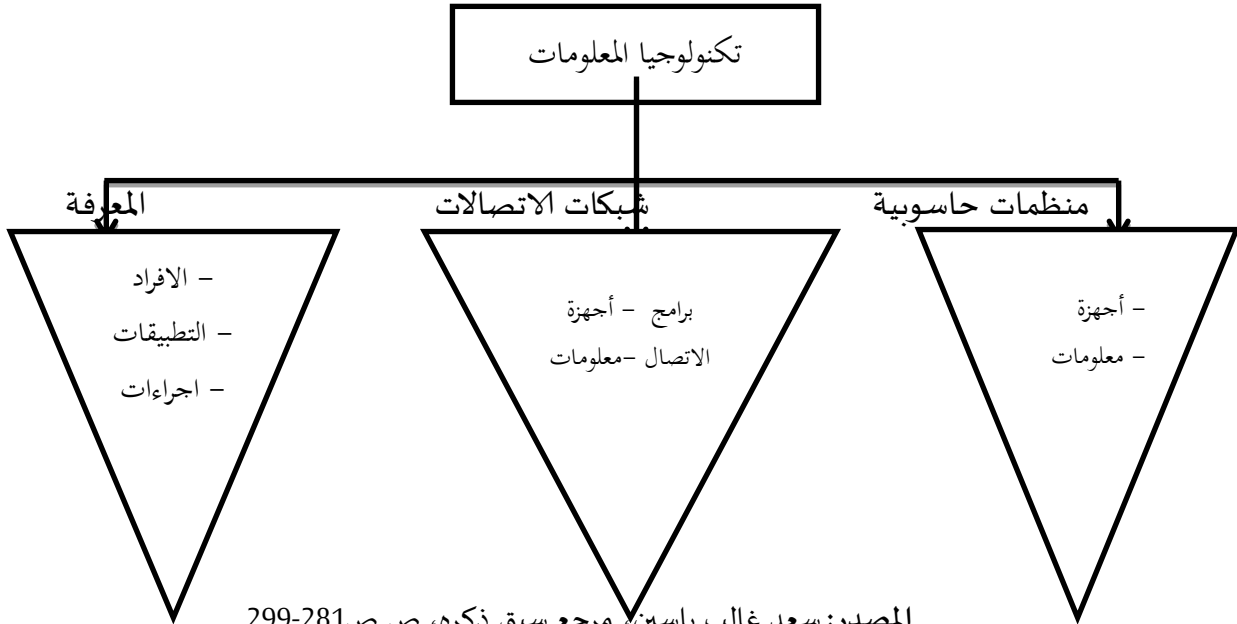 تكنولوجيا المعلومات
منظمات حاسوبية
شبكات الاتصالات
المعرفة
– أجهزة
– معلومات
برامج – أجهزة
الاتصال –معلومات
– الافراد
– التطبيقات
– اجراءات
المصدر: سعد غالب ياسين، مرجع سبق ذكره، ص ص281-299